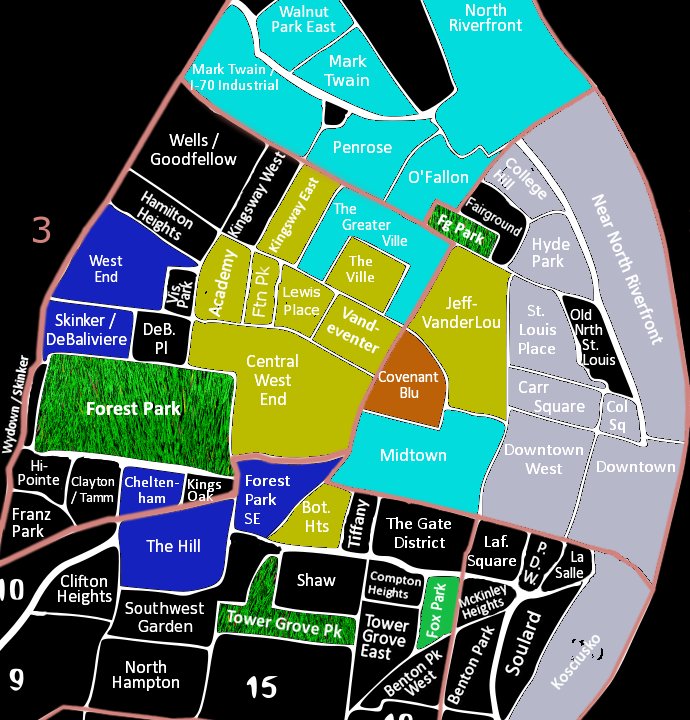 Walnut
Park East
North
Riverfront
Mark Twain /
I-70 Industrial
Mark
Twain
Wells /
Goodfellow
Penrose
O'Fallon
College
Hill
Kingsway West
Kingsway East
Hamilton
Heights
The
Greater
Ville
Fg Park
Fairground
Near North Riverfront
3
West
End
Vis.
Park
Academy
Ftn Pk
The
Ville
Hyde
Park
Lewis
Place
Vand-
eventer
Jeff-
VanderLou
St.
Louis
Place
Old
Nrth
St.
Louis
Skinker /
DeBaliviere
DeB.
Pl
Central
West
End
Covenant
Blu
Carr
Square
Col
Sq
Wydown / Skinker
Forest Park
Midtown
Downtown
West
Downtown
Hi-
Pointe
Clayton
/ Tamm
Chelten-
ham
Kings
Oak
Forest
Park
SE
Bot.
Hts
Tiffany
The Gate
District
Franz
Park
The Hill
Laf.
Square
P.
D.
W.
La
Salle
10
Clifton
Heights
Shaw
Compton
Heights
Fox Park
McKinley
Heights
Southwest
Garden
Tower Grove Pk
Tower
Grove
East
Benton Park
Soulard
Kosciusko
9
North
Hampton
15
Benton Pk
West